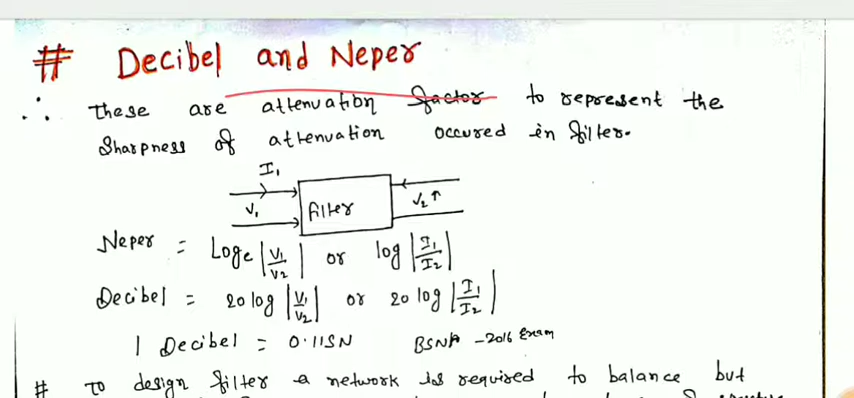 # Decibel and Neper
∴ These are attenuation factor to represent the
Sharpness of attenuation occured in filter.
I₁
V₁ filter V₂ ↑
Neper = Loge |V₁/V₂| or log |I₁/I₂|
Decibel = 20 log |V₁/V₂| or 20 log |I₁/I₂|
1 Decibel = 0.115N BSNA -2016 Exam
# To design filter a network is required to balance but